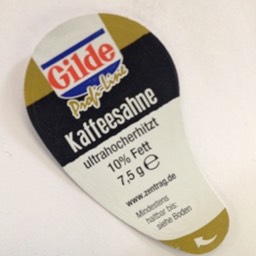 Gilde
Profi-Line
Kaffeesahne
ultrahocherhitzt
10% Fett
7,5 g ℮
www.zentrag.de
Mindestens
haltbar bis:
siehe Boden